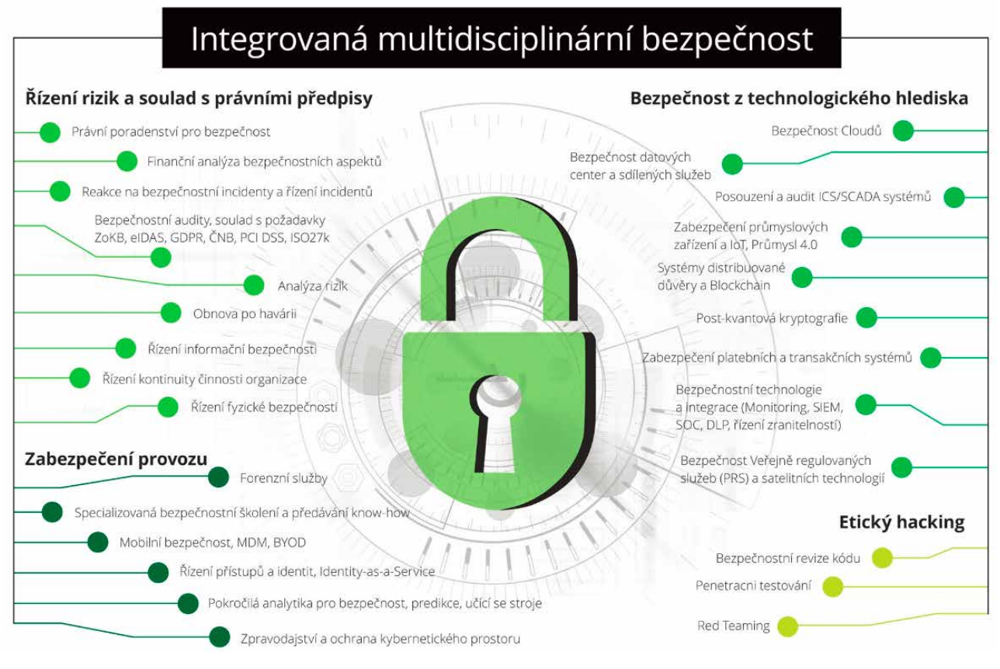 Integrovaná multidisciplinární bezpečnost
Řízení rizik a soulad s právními předpisy
Právní poradenství pro bezpečnost
Finanční analýza bezpečnostních aspektů
Reakce na bezpečnostní incidenty a řízení incidentů
Bezpečnostní audity, soulad s požadavky
ZoKB, eIDAS, GDPR, ČNB, PCI DSS, ISO27k
Analýza rizik
Obnova po havárii
Řízení informační bezpečnosti
Řízení kontinuity činnosti organizace
Řízení fyzické bezpečnosti
Zabezpečení provozu
Forenzní služby
Specializovaná bezpečnostní školení a předávání know-how
Mobilní bezpečnost, MDM, BYOD
Řízení přístupů a identit, Identity-as-a-Service
Pokročilá analytika pro bezpečnost, predikce, učící se stroje
Zpravodajství a ochrana kybernetického prostoru
Bezpečnost z technologického hlediska
Bezpečnost Cloudů
Bezpečnost datových
center a sdílených služeb
Posouzení a audit ICS/SCADA systémů
Zabezpečení průmyslových
zařízení a IoT, Průmysl 4.0
Systémy distribuované
důvěry a Blockchain
Post-kvantová kryptografie
Zabezpečení platebních a transakčních systémů
Bezpečnostní technologie
a integrace (Monitoring, SIEM,
SOC, DLP, řízení zranitelností)
Bezpečnost Veřejně regulovaných
služeb (PRS) a satelitních technologií
Etický hacking
Bezpečnostní revize kódu
Penetracni testování
Red Teaming